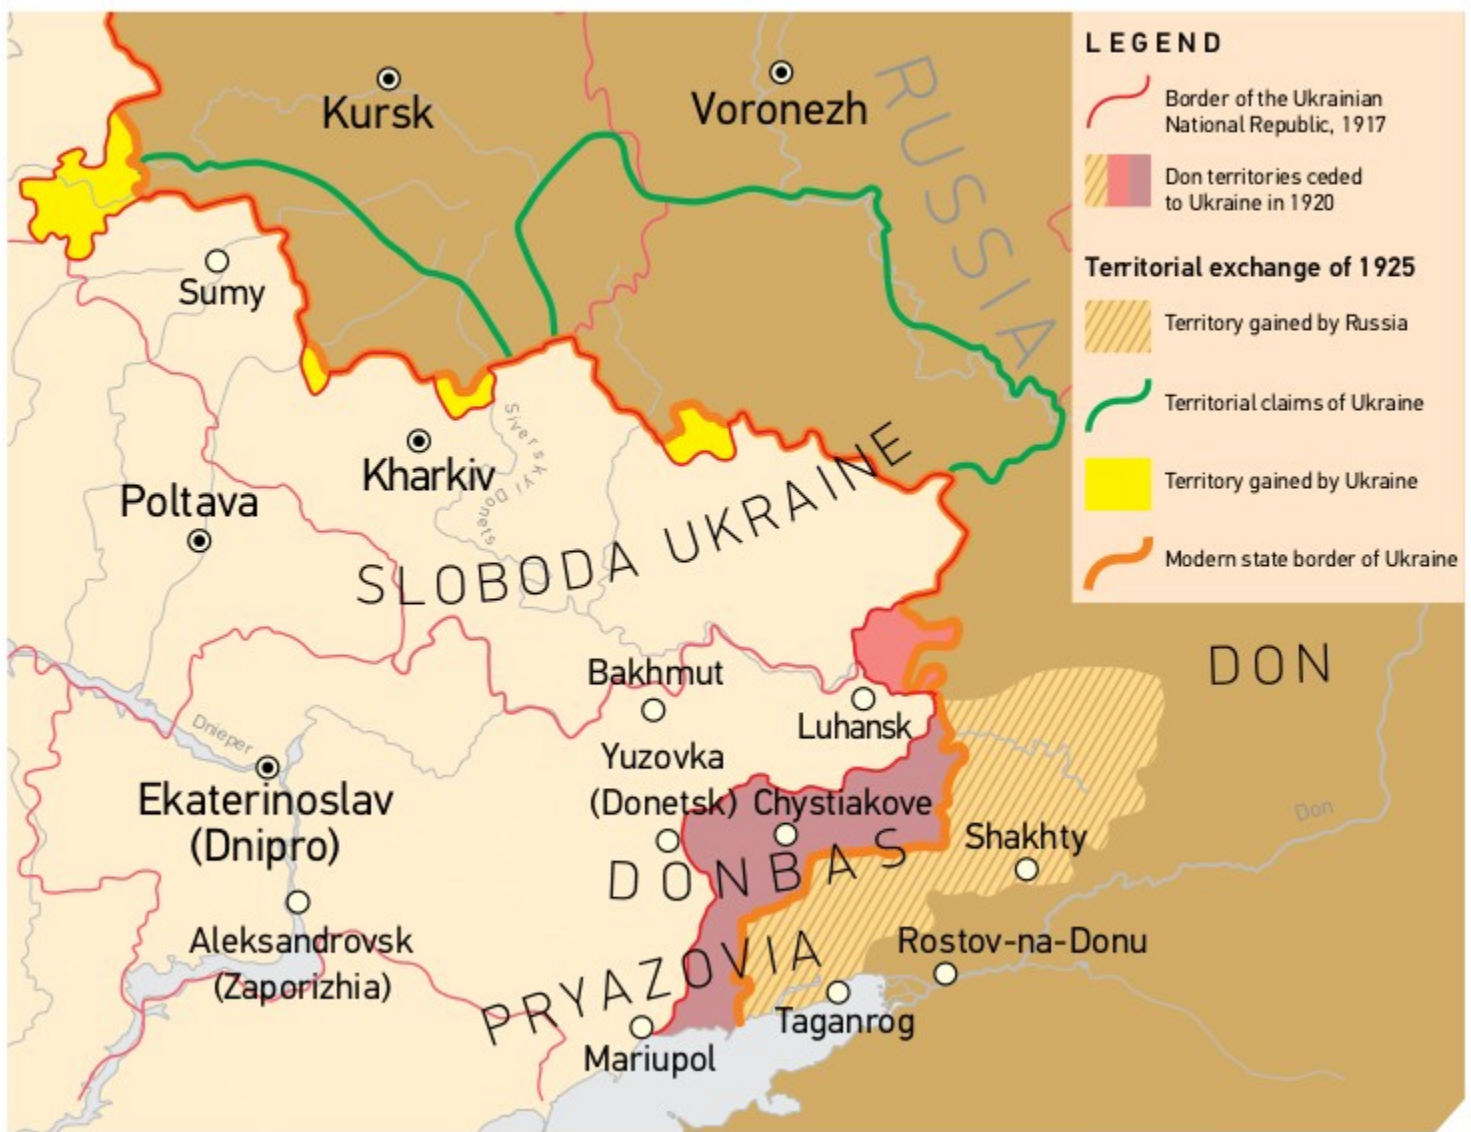 Kursk
Voronezh
RUSSIA
LEGEND
Border of the Ukrainian
National Republic, 1917
Don territories ceded
to Ukraine in 1920
Territorial exchange of 1925
Territory gained by Russia
Territorial claims of Ukraine
Territory gained by Ukraine
Modern state border of Ukraine
Sumy
Kharkiv
Siverskyi Donets
Poltava
SLOBODA UKRAINE
DON
Bakhmut
Luhansk
Dnieper
Yuzovka
(Donetsk)
Chystiakove
Ekaterinoslav
(Dnipro)
Shakhty
Don
DONBAS
Aleksandrovsk
(Zaporizhia)
Rostov-na-Donu
PRYAZOVIA
Taganrog
Mariupol